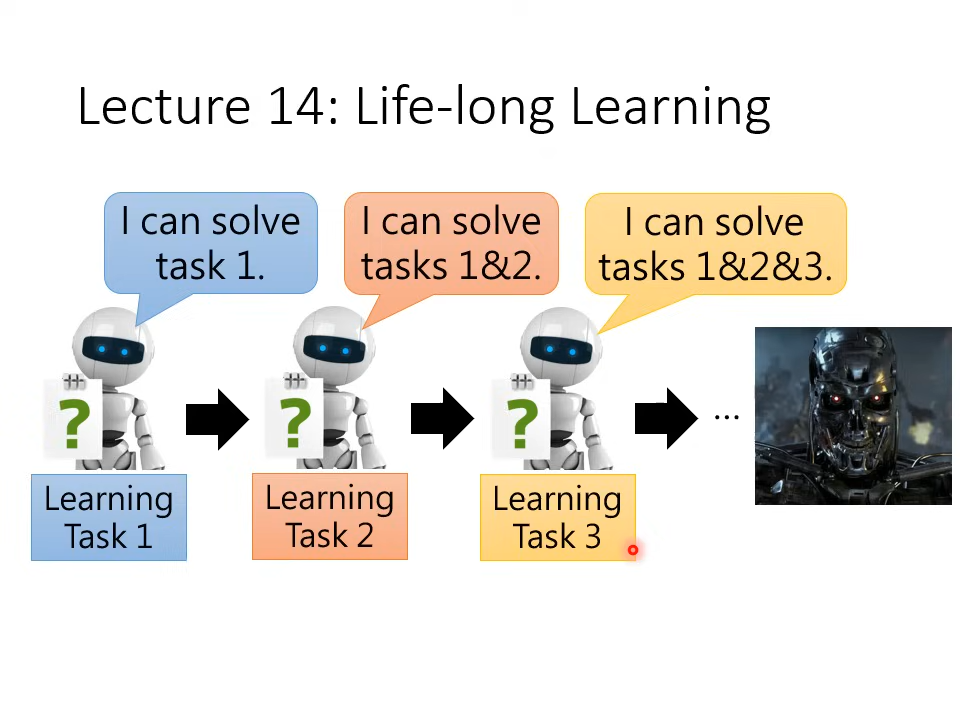 Lecture 14: Life-long Learning
I can solve
task 1.
I can solve
tasks 1&2.
I can solve
tasks 1&2&3.
?
?
?
...
Learning
Task 1
Learning
Task 2
Learning
Task 3